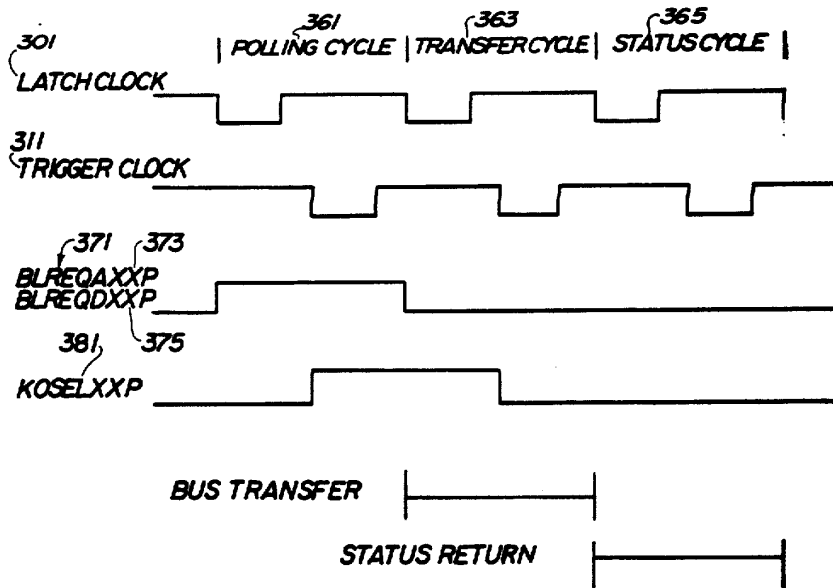 361 363 365
301 | POLLING CYCLE | TRANSFER CYCLE | STATUS CYCLE |
LATCH CLOCK
311
TRIGGER CLOCK
371 373
BLREQAXXP
BLREQDXXP
381 375
KOSELXXP
BUS TRANSFER
STATUS RETURN